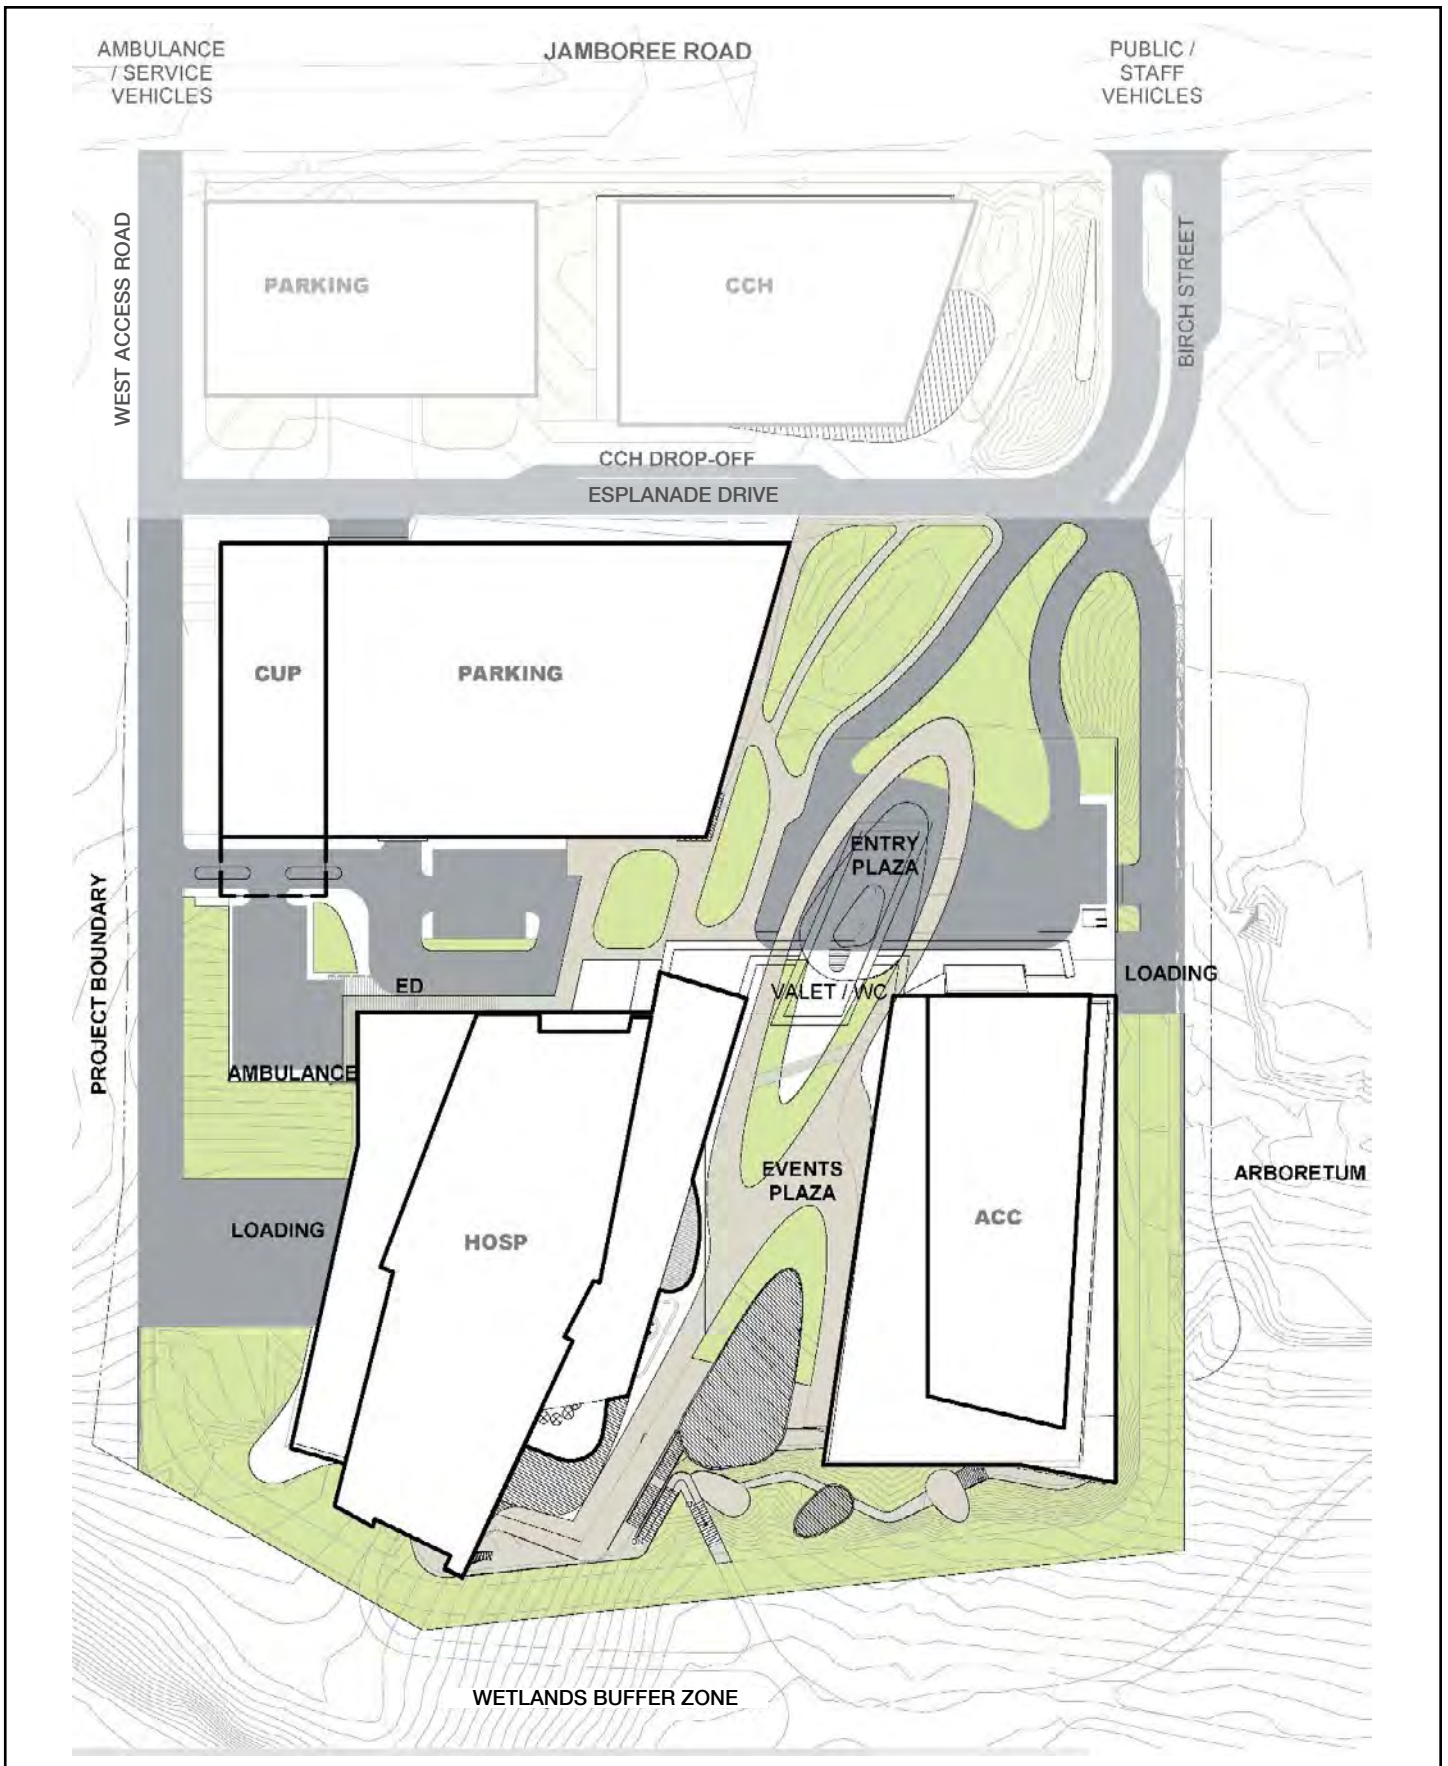 AMBULANCE
/ SERVICE
VEHICLES
JAMBOREE ROAD
PUBLIC /
STAFF
VEHICLES
WEST ACCESS ROAD
PARKING
CCH
BIRCH STREET
CCH DROP-OFF
ESPLANADE DRIVE
CUP
PARKING
ENTRY
PLAZA
PROJECT BOUNDARY
ED
VALET / WC
LOADING
AMBULANCE
EVENTS
PLAZA
ARBORETUM
LOADING
HOSP
ACC
WETLANDS BUFFER ZONE